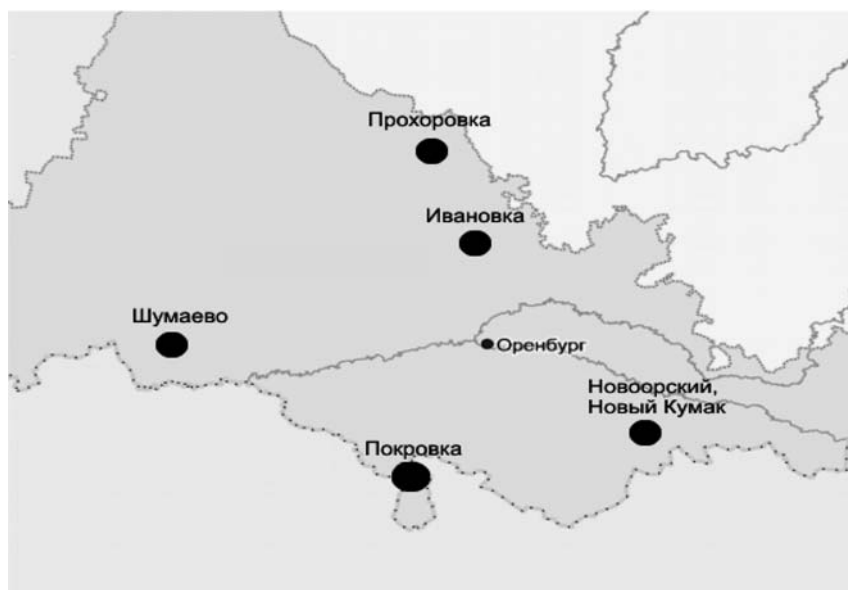 Прохоровка
Ивановка
Шумаево
Оренбург
Новоорский,
Новый Кумак
Покровка